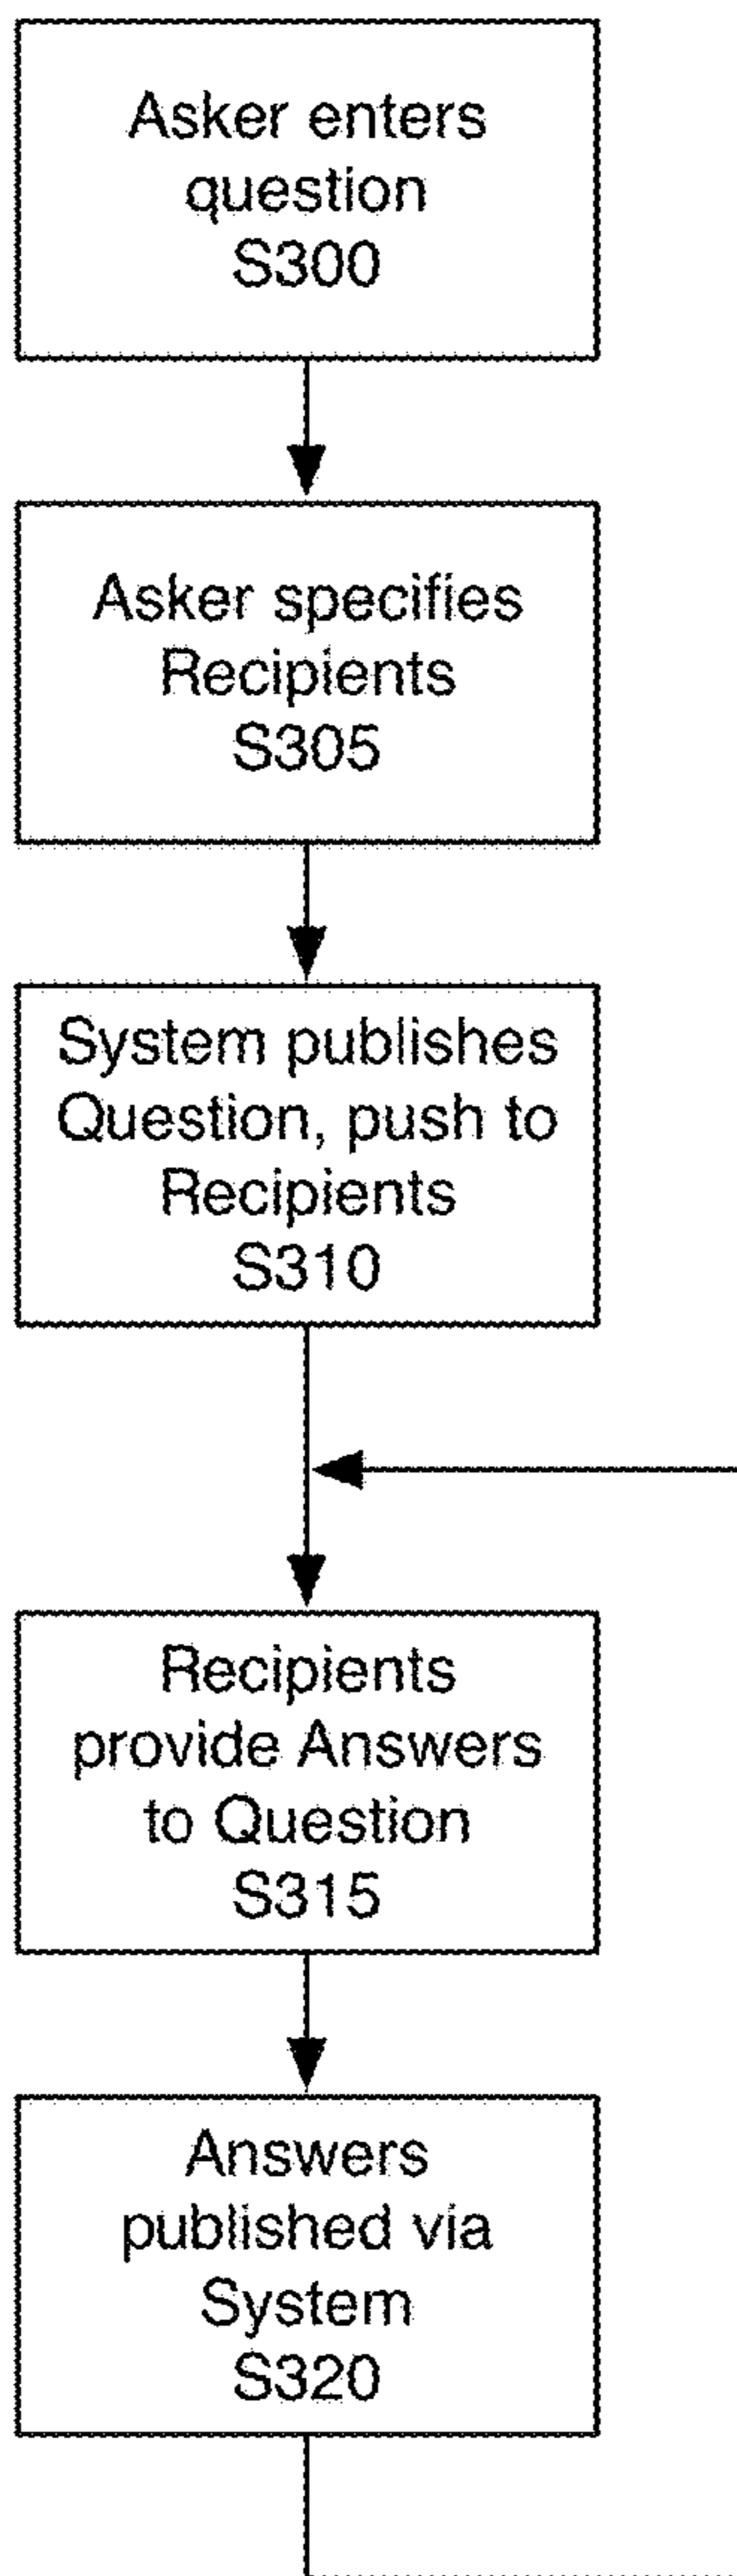 Asker enters
question
S300
Asker specifies
Recipients
S305
System publishes
Question, push to
Recipients
S310
Recipients
provide Answers
to Question
S315
Answers
published via
System
S320